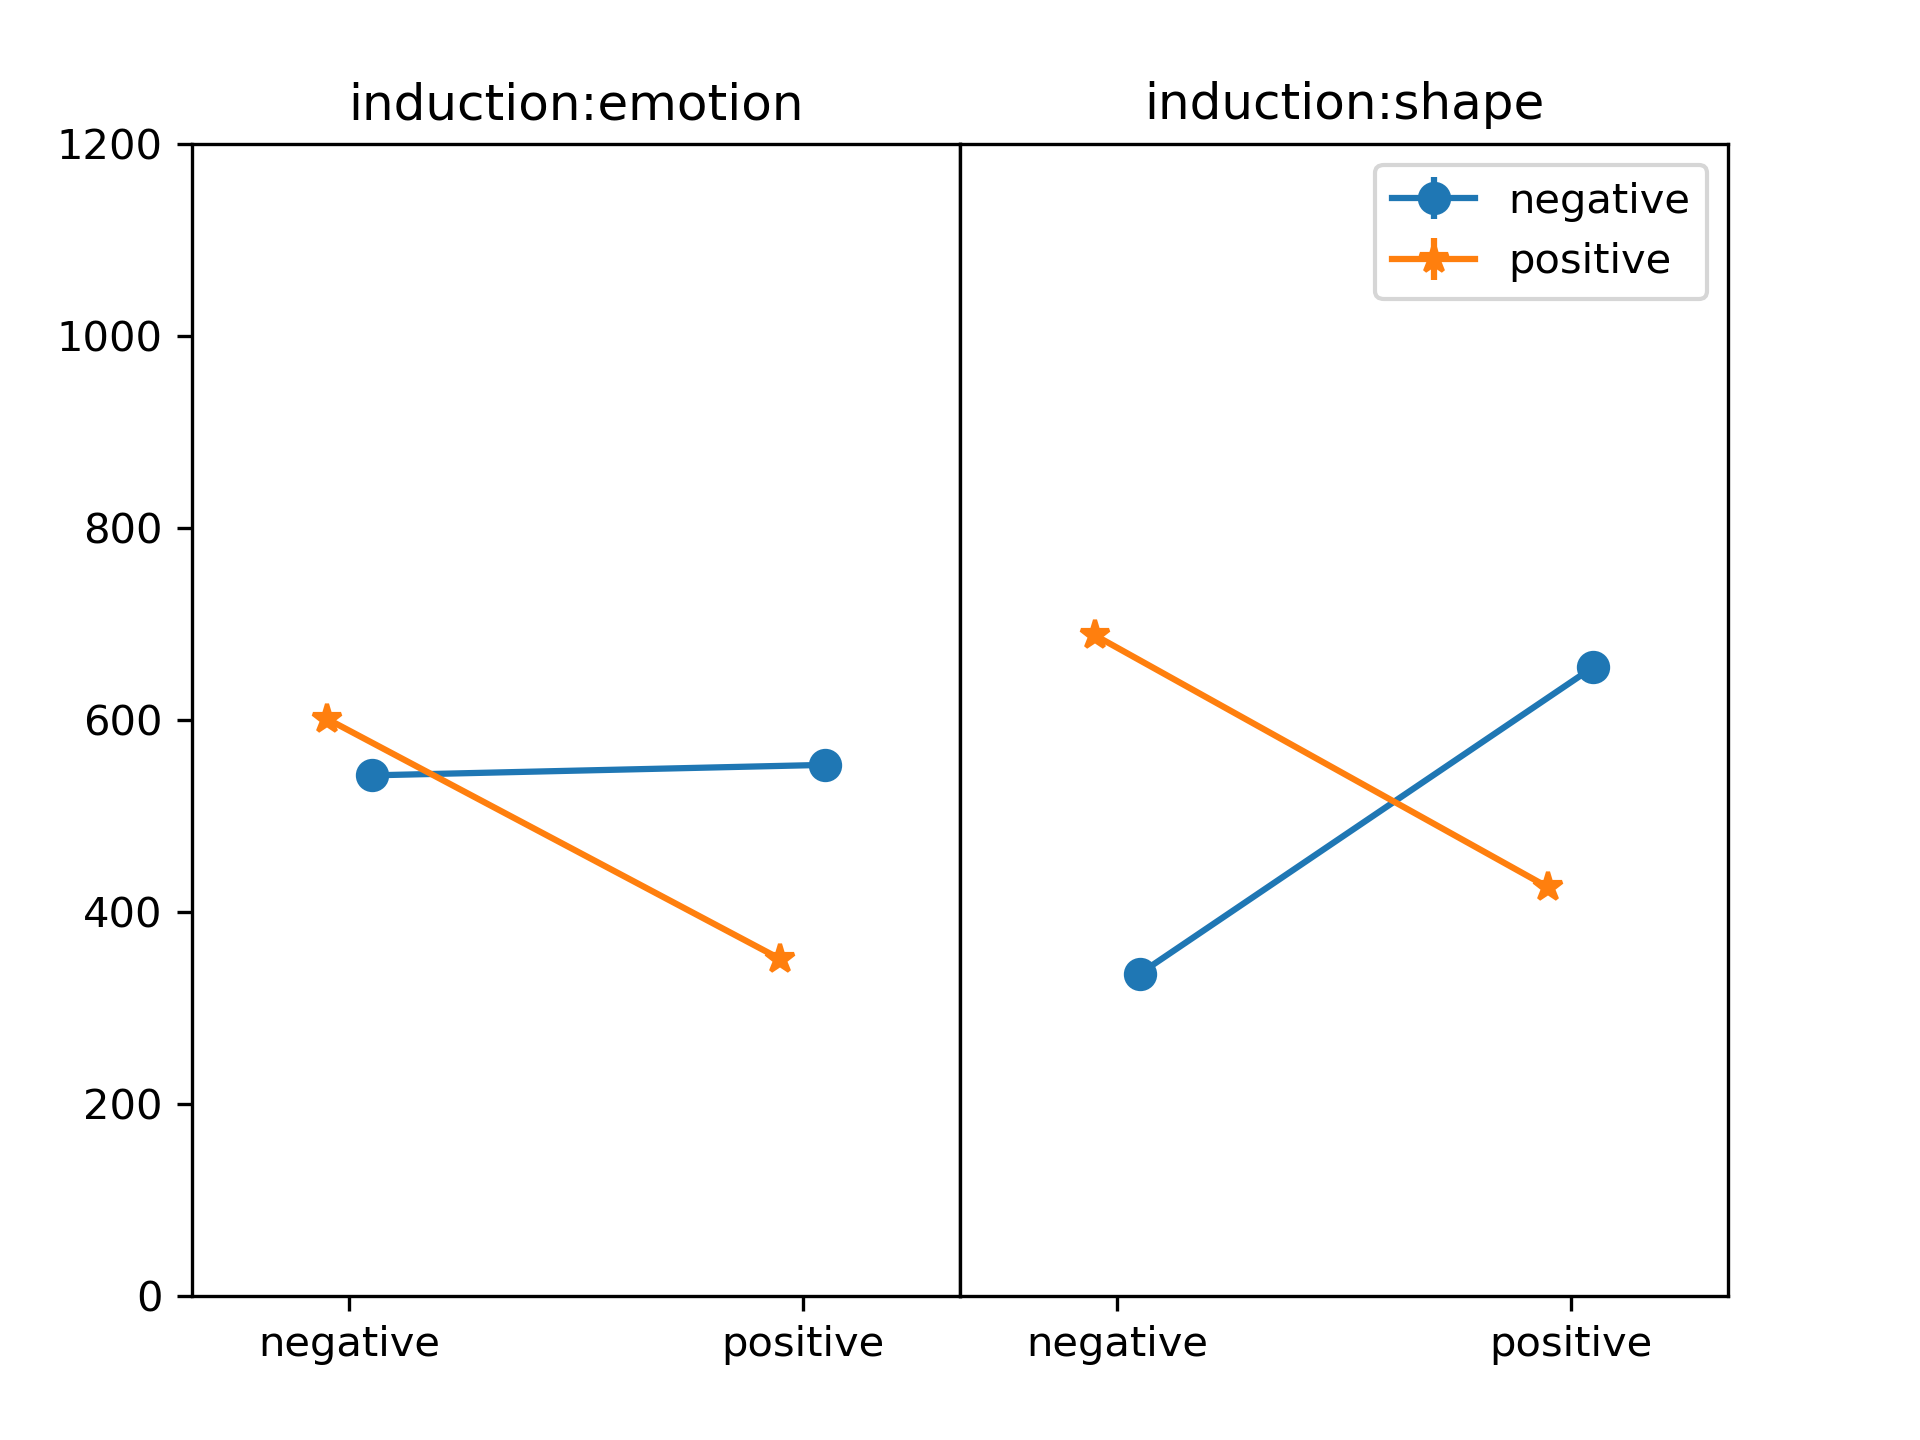 induction:emotion
induction:shape
1200
1000
800
600
400
200
0
negative
positive
negative
positive
negative
positive